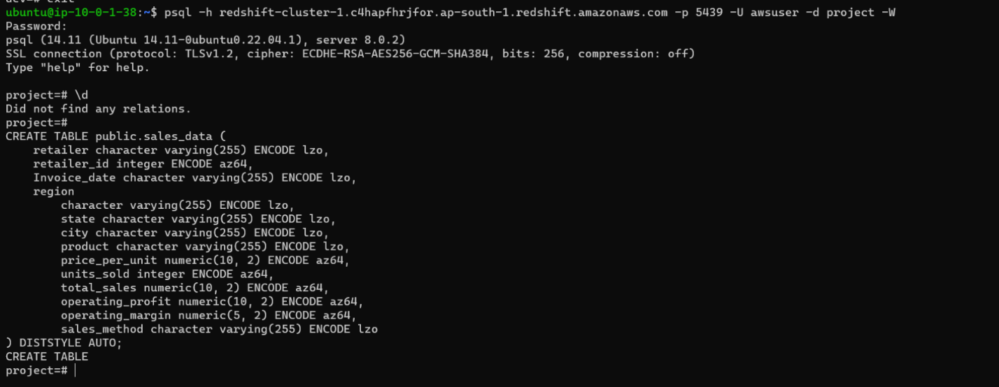 dev=# exit
ubuntu@ip-10-0-1-38:~$ psql -h redshift-cluster-1.c4hapfhrjfor.ap-south-1.redshift.amazonaws.com -p 5439 -U awsuser -d project -W
Password:
psql (14.11 (Ubuntu 14.11-0ubuntu0.22.04.1), server 8.0.2)
SSL connection (protocol: TLSv1.2, cipher: ECDHE-RSA-AES256-GCM-SHA384, bits: 256, compression: off)
Type "help" for help.
project=# \d
Did not find any relations.
project=#
CREATE TABLE public.sales_data (
    retailer character varying(255) ENCODE lzo,
    retailer_id integer ENCODE az64,
    Invoice_date character varying(255) ENCODE lzo,
    region
        character varying(255) ENCODE lzo,
        state character varying(255) ENCODE lzo,
        city character varying(255) ENCODE lzo,
        product character varying(255) ENCODE lzo,
        price_per_unit numeric(10, 2) ENCODE az64,
        units_sold integer ENCODE az64,
        total_sales numeric(10, 2) ENCODE az64,
        operating_profit numeric(10, 2) ENCODE az64,
        operating_margin numeric(5, 2) ENCODE az64,
        sales_method character varying(255) ENCODE lzo
) DISTSTYLE AUTO;
CREATE TABLE
project=#